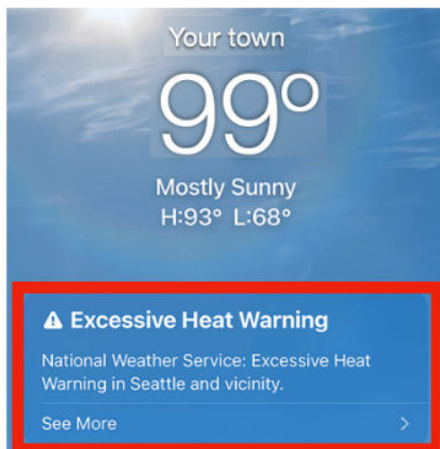 Your town
99°
Mostly Sunny
H:93° L:68°
Excessive Heat Warning
National Weather Service: Excessive Heat
Warning in Seattle and vicinity.
See More